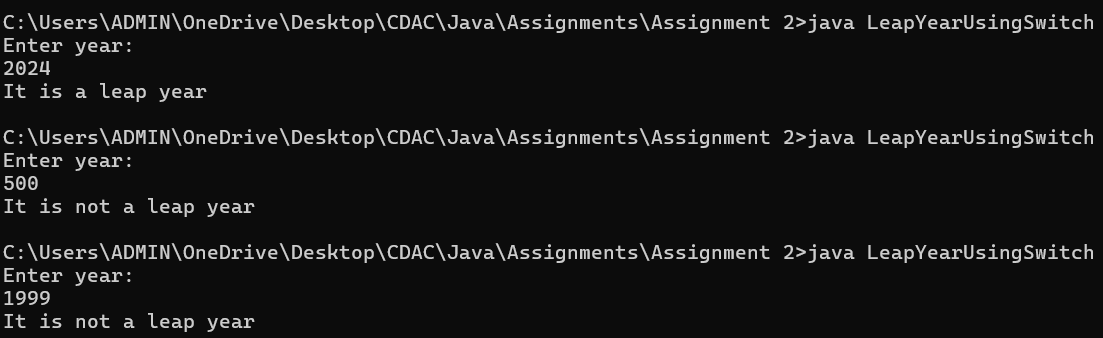 C:\Users\ADMIN\OneDrive\Desktop\CDAC\Java\Assignments\Assignment 2>java LeapYearUsingSwitch
Enter year:
2024
It is a leap year
C:\Users\ADMIN\OneDrive\Desktop\CDAC\Java\Assignments\Assignment 2>java LeapYearUsingSwitch
Enter year:
500
It is not a leap year
C:\Users\ADMIN\OneDrive\Desktop\CDAC\Java\Assignments\Assignment 2>java LeapYearUsingSwitch
Enter year:
1999
It is not a leap year